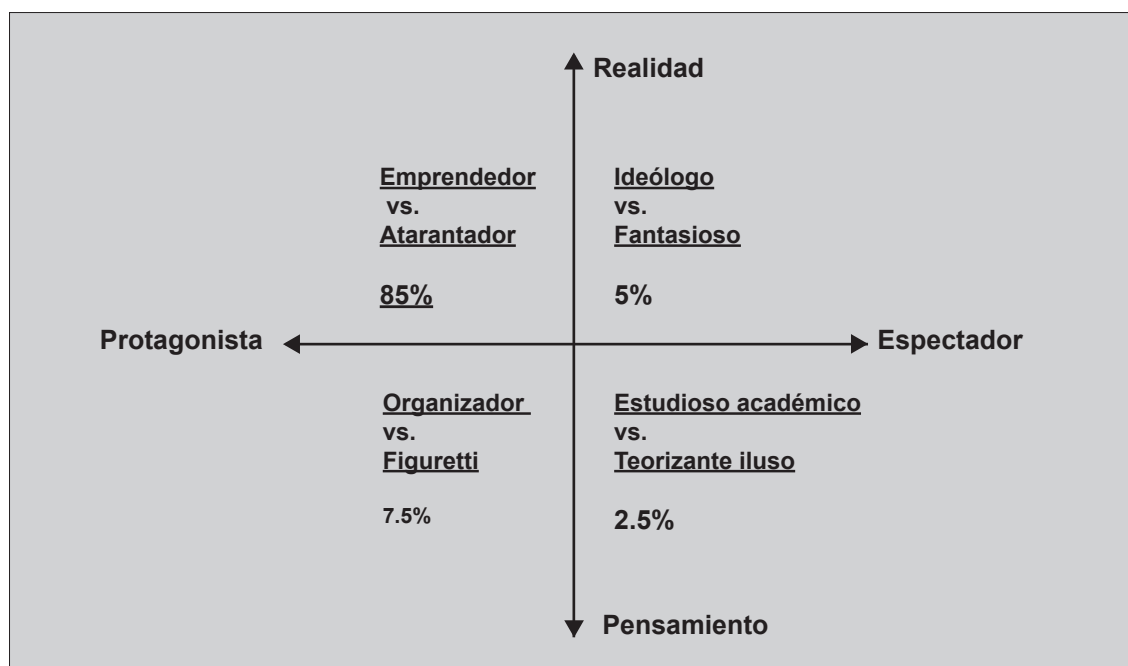 Realidad
Emprendedor
vs.
Atarantador
85%
Ideólogo
vs.
Fantasioso
5%
Protagonista
Espectador
Organizador
vs.
Figuretti
7.5%
Estudioso académico
vs.
Teorizante iluso
2.5%
Pensamiento